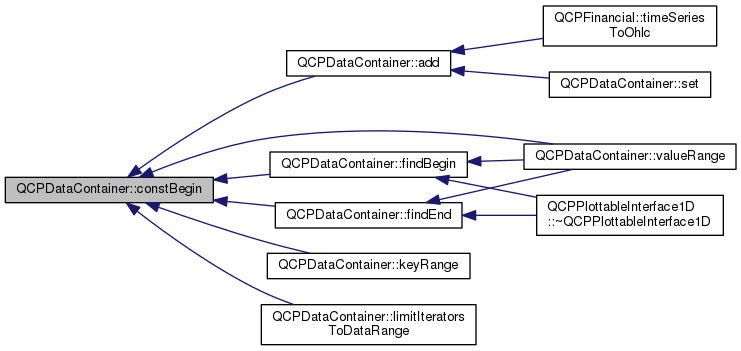 QCPFinancial::timeSeries
ToOhlc
QCPDataContainer::add
QCPDataContainer::set
QCPDataContainer::valueRange
QCPDataContainer::findBegin
QCPDataContainer::constBegin
QCPPlottableInterface1D
::~QCPPlottableInterface1D
QCPDataContainer::findEnd
QCPDataContainer::keyRange
QCPDataContainer::limitIterators
ToDataRange